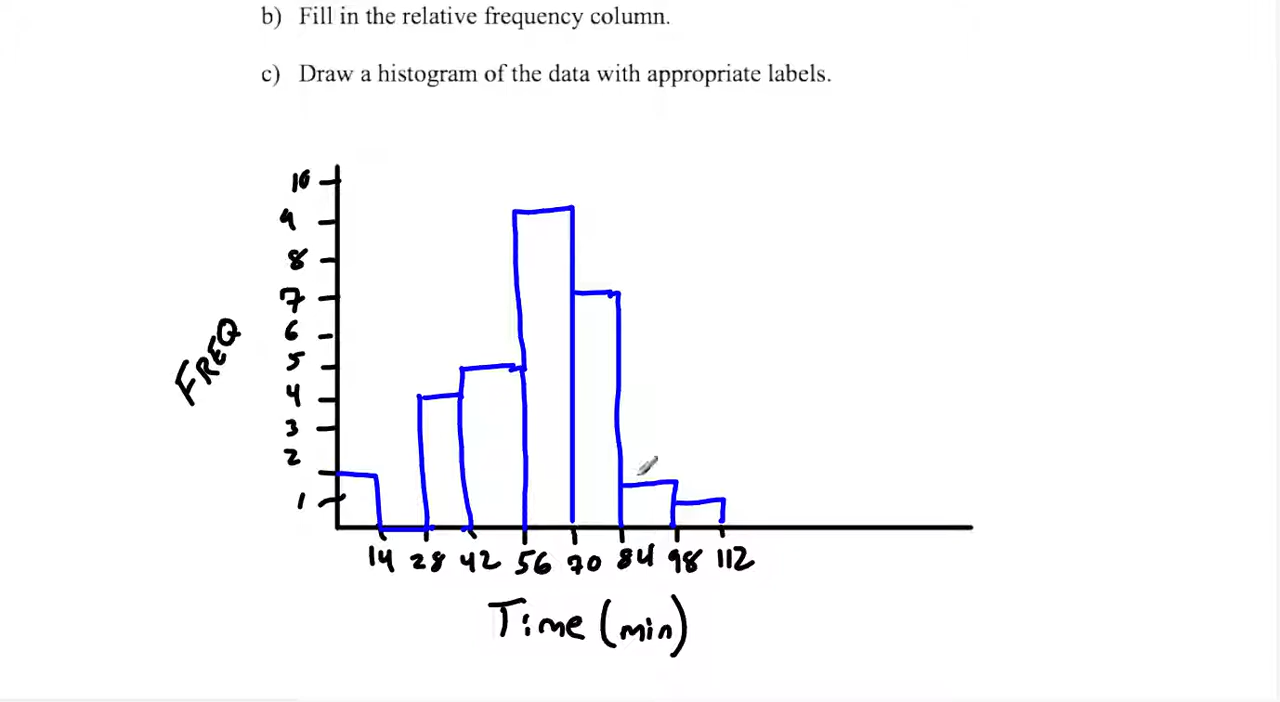 b) Fill in the relative frequency column.
c) Draw a histogram of the data with appropriate labels.
10
9
8
7
6
5
4
3
2
1
FREQ
14 28 42 56 70 84 98 112
Time (min)